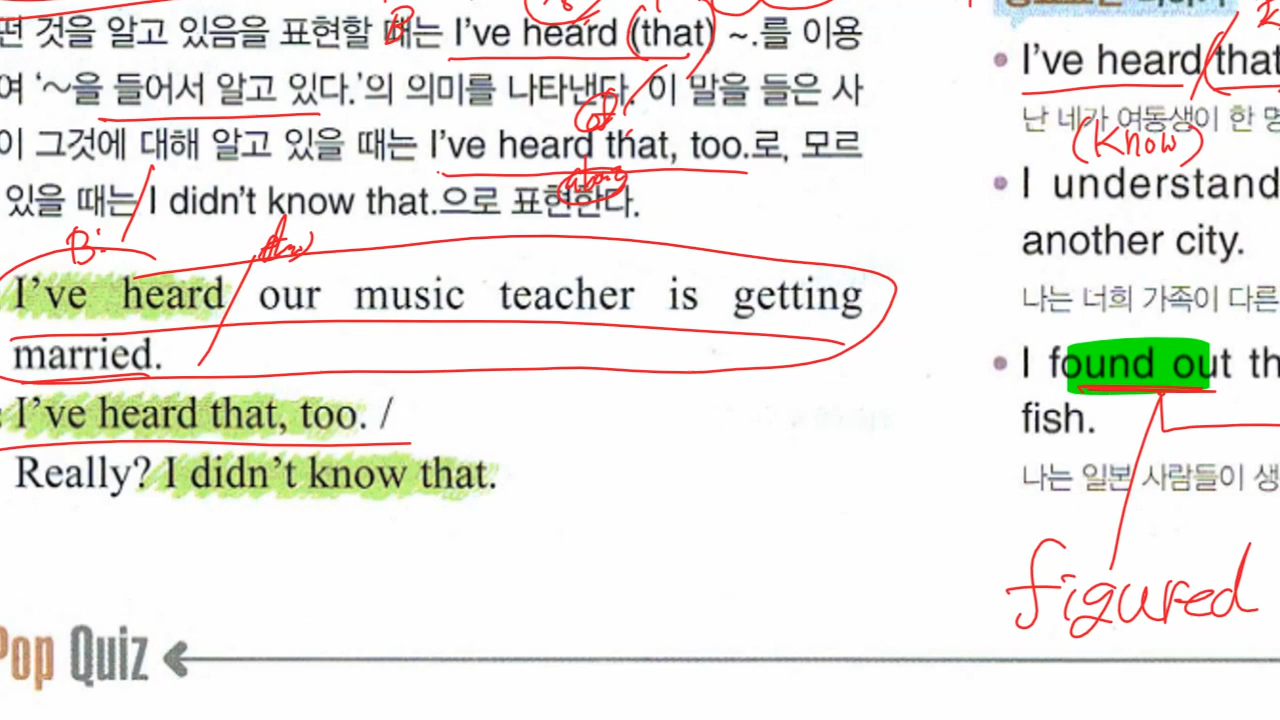 떤 것을 알고 있음을 표현할 때는 I've heard (that) ~.를 이용
여 '~을 들어서 알고 있다.'의 의미를 나타낸다. 이 말을 들은 사
이 그것에 대해 알고 있을 때는 I've heard that, too.로, 모르
있을 때는 I didn't know that.으로 표현한다.
of
about
B:
that
I've heard our music teacher is getting
married.
I've heard that, too. /
Really? I didn't know that.
Pop Quiz
I've heard that
난 네가 여동생이 한 명
(know)
I understand
another city.
나는 너희 가족이 다른
I found out th
fish.
나는 일본 사람들이 생
figured